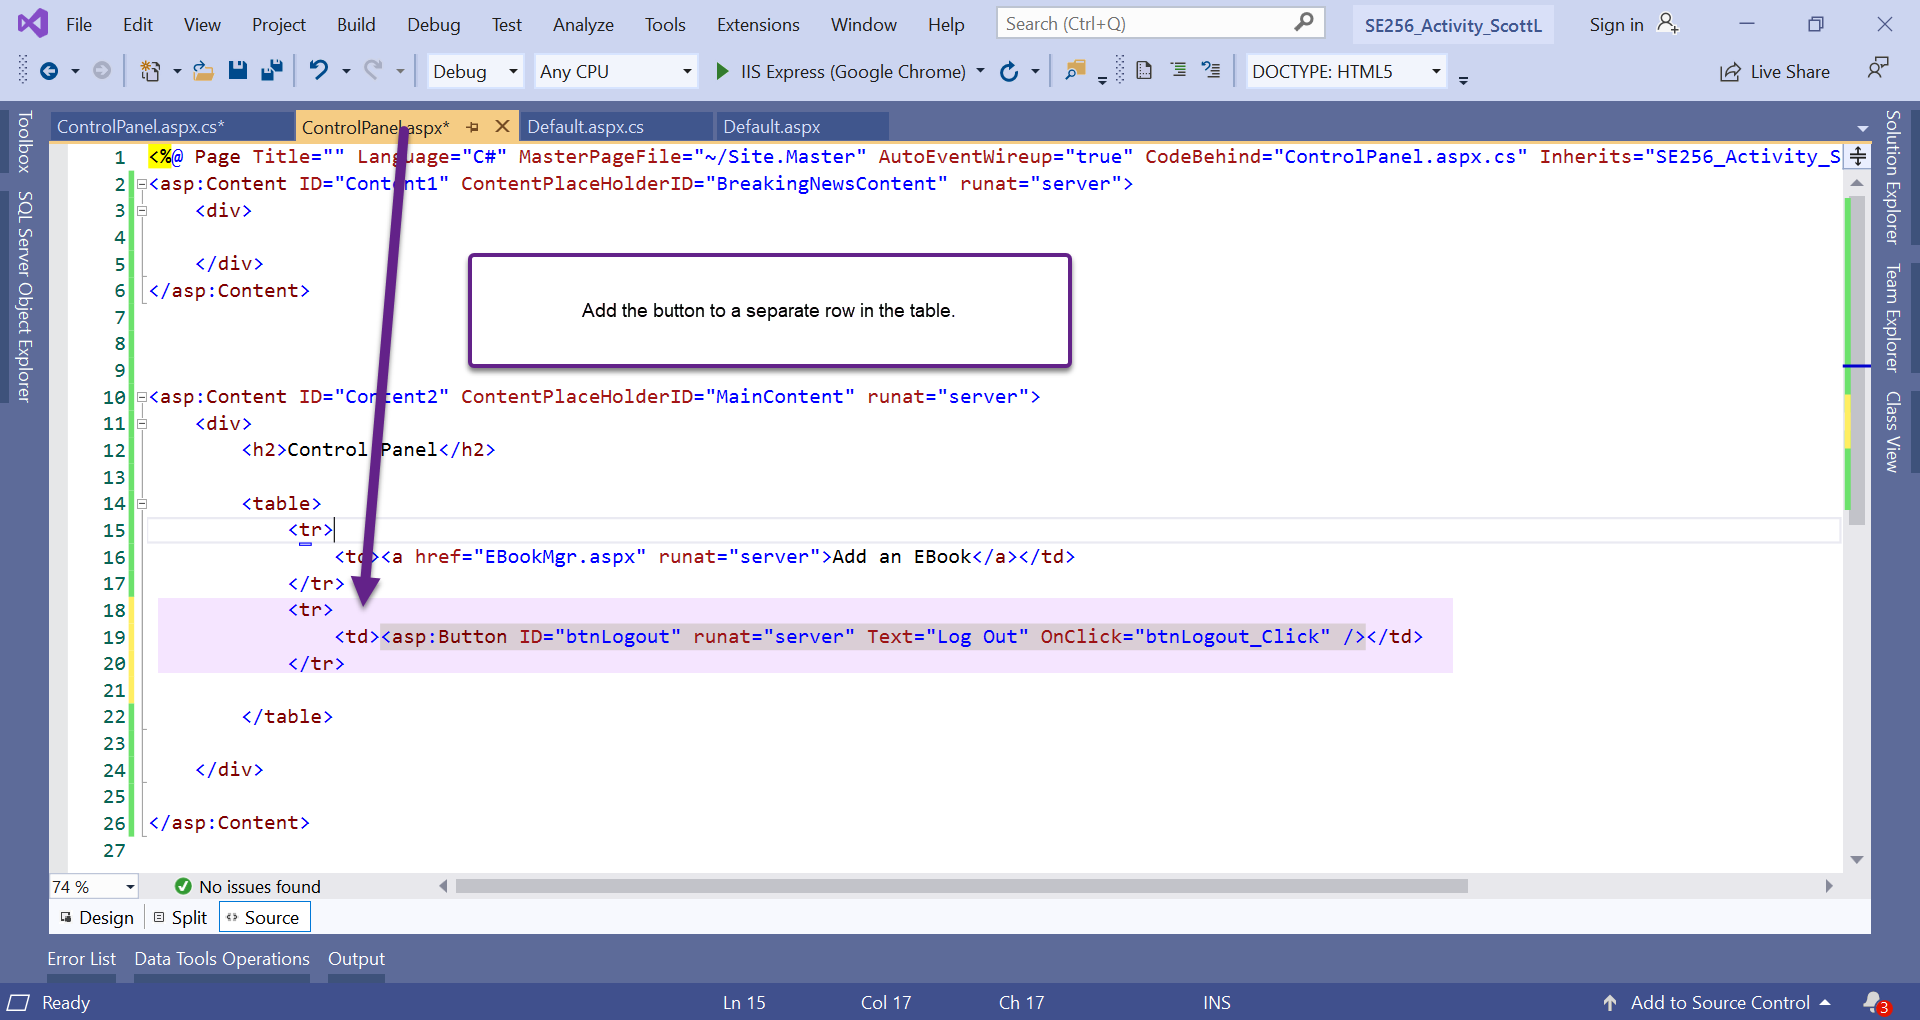 File Edit View Project Build Debug Test Analyze Tools Extensions Window Help Search (Ctrl+Q) SE256_Activity_ScottL Sign in
Debug Any CPU IIS Express (Google Chrome) DOCTYPE: HTML5 Live Share
Toolbox
SQL Server Object Explorer
ControlPanel.aspx.cs* ControlPanel.aspx* Default.aspx.cs Default.aspx
1 <%@ Page Title="" Language="C#" MasterPageFile="~/Site.Master" AutoEventWireup="true" CodeBehind="ControlPanel.aspx.cs" Inherits="SE256_Activity_S
2 <asp:Content ID="Content1" ContentPlaceHolderID="BreakingNewsContent" runat="server">
3 <div>
4
5 </div>
6 </asp:Content>
7
8
9
Add the button to a separate row in the table.
10 <asp:Content ID="Content2" ContentPlaceHolderID="MainContent" runat="server">
11 <div>
12 <h2>Control Panel</h2>
13
14 <table>
15 <tr>
16 <td><a href="EBookMgr.aspx" runat="server">Add an EBook</a></td>
17 </tr>
18 <tr>
19 <td><asp:Button ID="btnLogout" runat="server" Text="Log Out" OnClick="btnLogout_Click" /></td>
20 </tr>
21
22 </table>
23
24 </div>
25
26 </asp:Content>
27
Solution Explorer
Team Explorer
Class View
74 % No issues found
Design Split Source
Error List Data Tools Operations Output
Ready Ln 15 Col 17 Ch 17 INS Add to Source Control 3